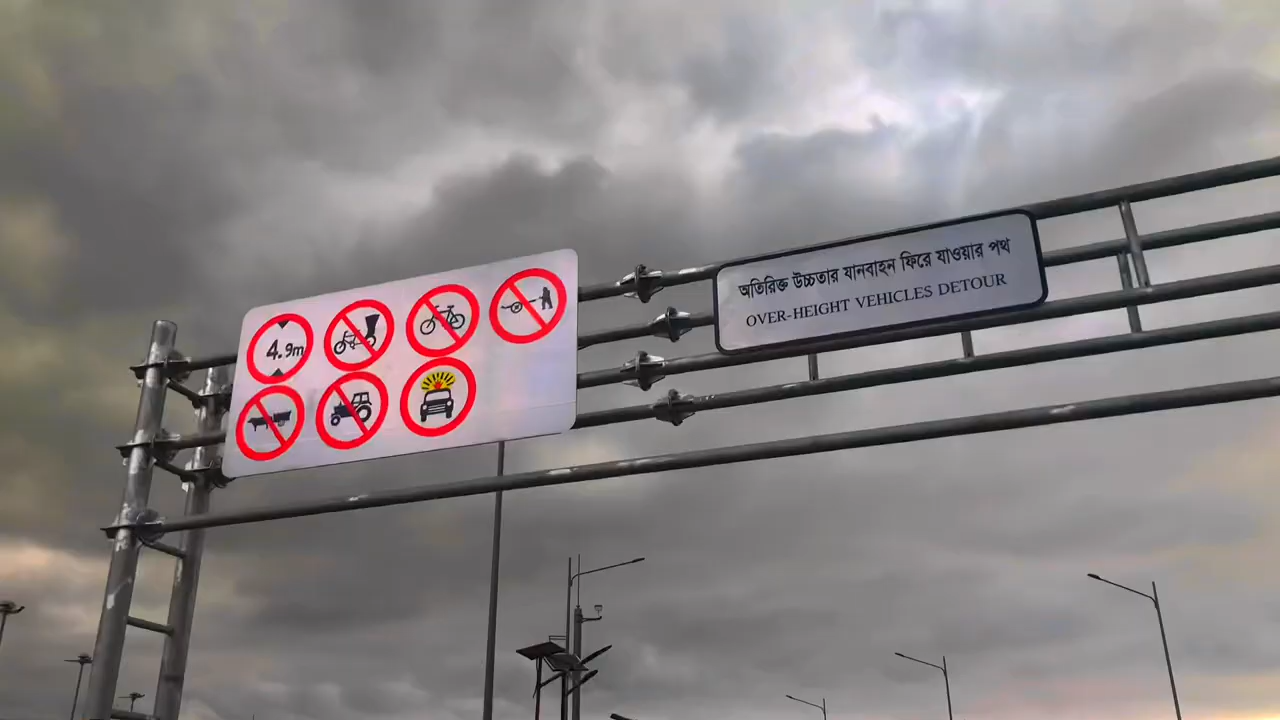 4.9m
অতিরিক্ত উচ্চতার যানবাহন ফিরে যাওয়ার পথ
OVER-HEIGHT VEHICLES DETOUR